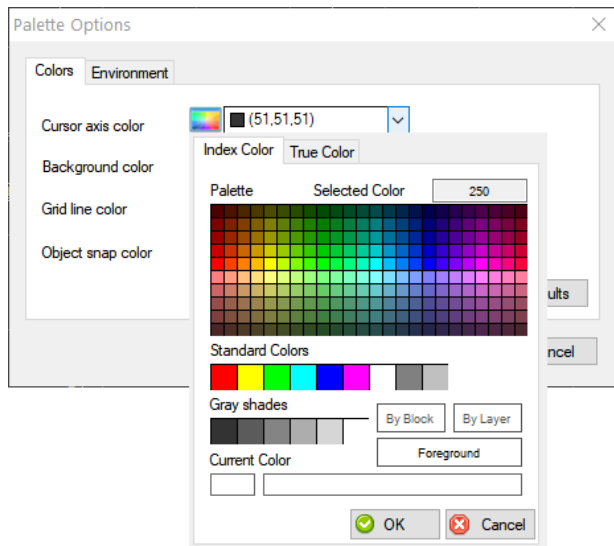 Palette Options
Colors Environment
Cursor axis color (51,51,51)
Index Color True Color
Background color
Palette Selected Color 250
Grid line color
Object snap color
ults
Standard Colors
ncel
Gray shades
By Block By Layer
Foreground
Current Color
OK Cancel